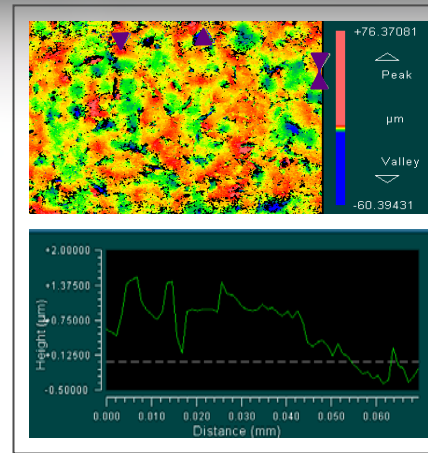 +76.37081
Peak
µm
Valley
-60.39431
+2.00000
+1.37500
+0.75000
+0.12500
-0.50000
Height (µm)
0.000 0.010 0.020 0.030 0.040 0.050 0.060
Distance (mm)